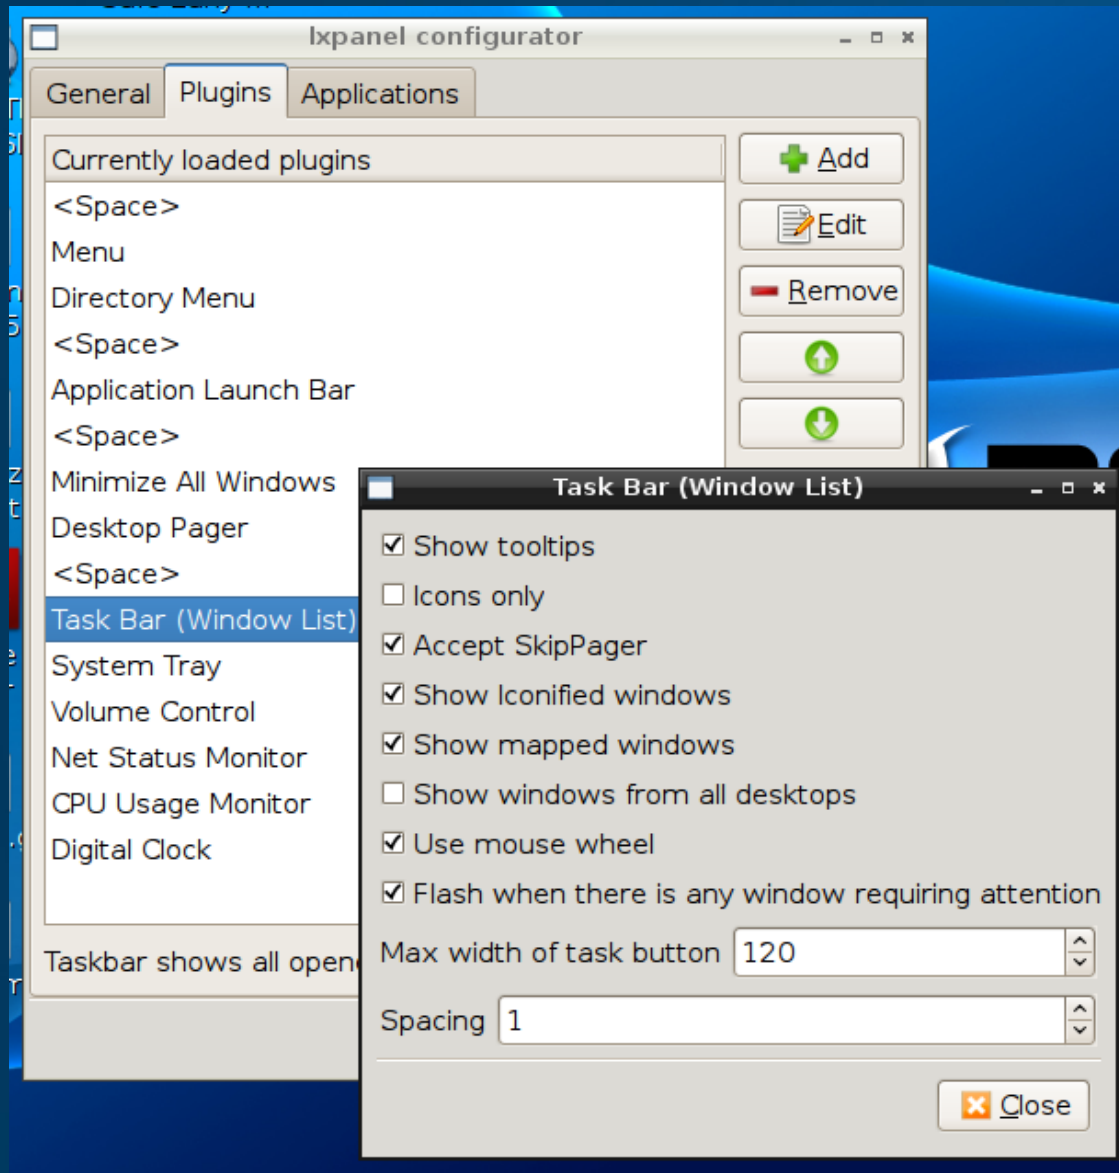 lxpanel configurator
General
Plugins
Applications
Currently loaded plugins
<Space>
Menu
Directory Menu
<Space>
Application Launch Bar
<Space>
Minimize All Windows
Desktop Pager
<Space>
Task Bar (Window List)
System Tray
Volume Control
Net Status Monitor
CPU Usage Monitor
Digital Clock
Add
Edit
Remove
Taskbar shows all opene
Task Bar (Window List)
Show tooltips
Icons only
Accept SkipPager
Show Iconified windows
Show mapped windows
Show windows from all desktops
Use mouse wheel
Flash when there is any window requiring attention
Max width of task button 120
Spacing 1
Close